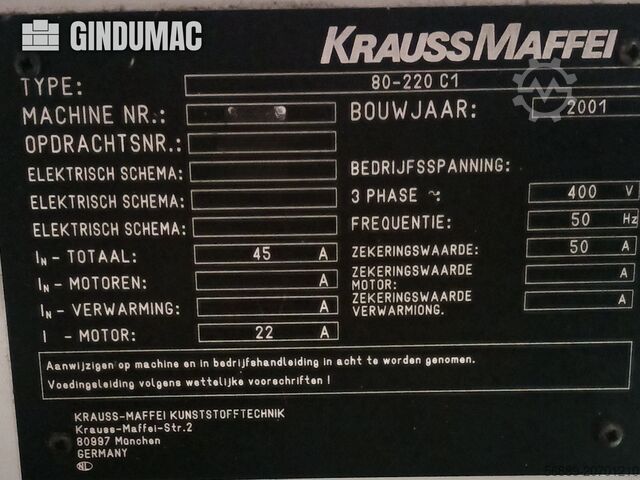 GINDUMAC
KRAUSSMAFFEI
TYPE: 80-220 C1
MACHINE NR.: BOUWJAAR: 2001
OPDRACHTSNR.:
ELEKTRISCH SCHEMA: BEDRIJFSSPANNING:
ELEKTRISCH SCHEMA: 3 PHASE ~: 400 V
ELEKTRISCH SCHEMA: FREQUENTIE: 50 Hz
IN - TOTAAL: 45 A ZEKERINGSWAARDE: 50 A
IN - MOTOREN: A ZEKERINGSWAARDE MOTOR: A
IN - VERWARMING: A ZEKERINGSWAARDE VERWARMIONG. A
I - MOTOR: 22 A
Aanwijzigen op machine en in bedrijfshandleiding in acht te worden genomen.
Voedingsleiding volgens wettelijke voorschriften !
KRAUSS-MAFFEI KUNSTSTOFFTECHNIK
Krauss-Maffei-Str.2
80997 München
GERMANY
NL